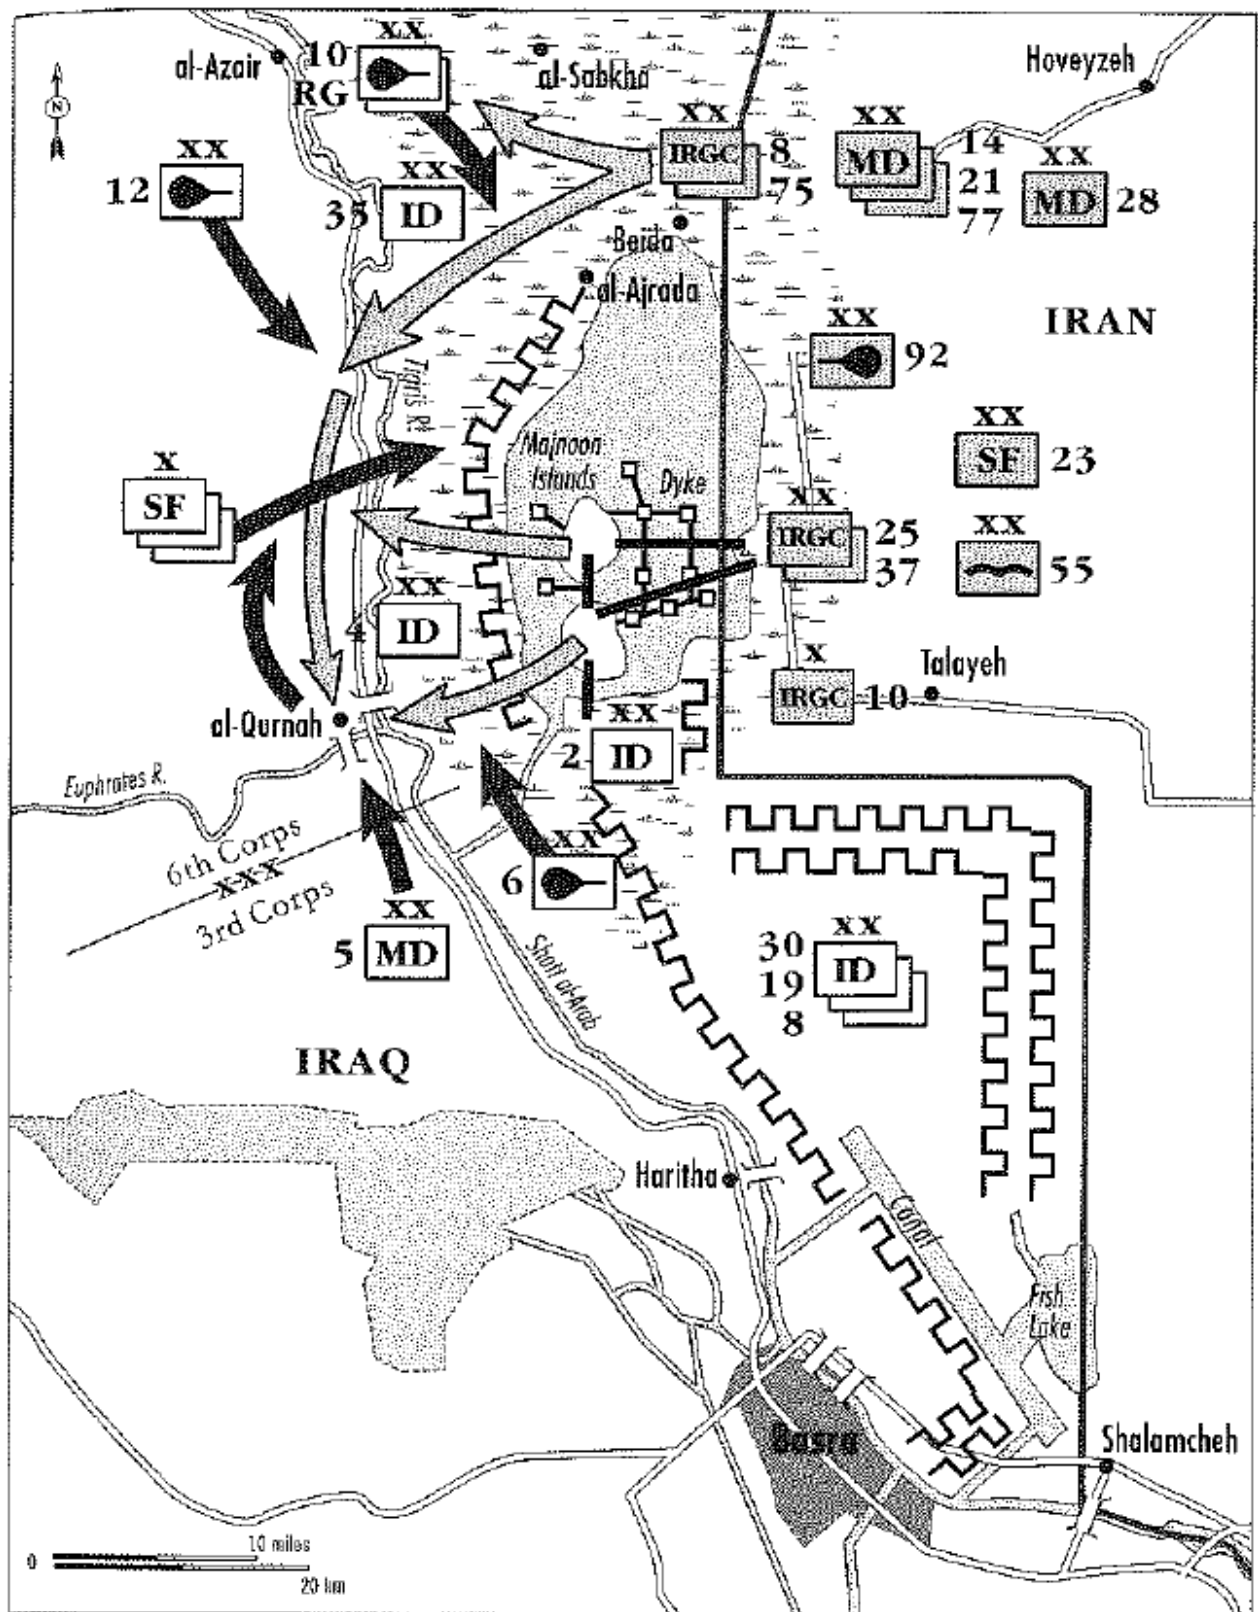 al-Azair
XX
10
RG
al-Sabkha
Hoveyzeh
N
XX
12
XX
35
ID
XX
IRGC
8
75
XX
MD
14
21
77
XX
MD
28
Beida
al-Ajrada
IRAN
XX
92
Tigris R.
XX
SF
23
X
SF
Majnoon
Islands
Dyke
XX
IRGC
25
37
XX
55
XX
4
ID
X
IRGC
10
Talayeh
al-Qurnah
XX
2
ID
Euphrates R.
6th Corps
XXX
3rd Corps
XX
6
XX
5
MD
Shatt al-Arab
XX
30
19
8
ID
IRAQ
Haritha
Canal
Fish
Lake
Basra
Shalamcheh
0
10 miles
20 km